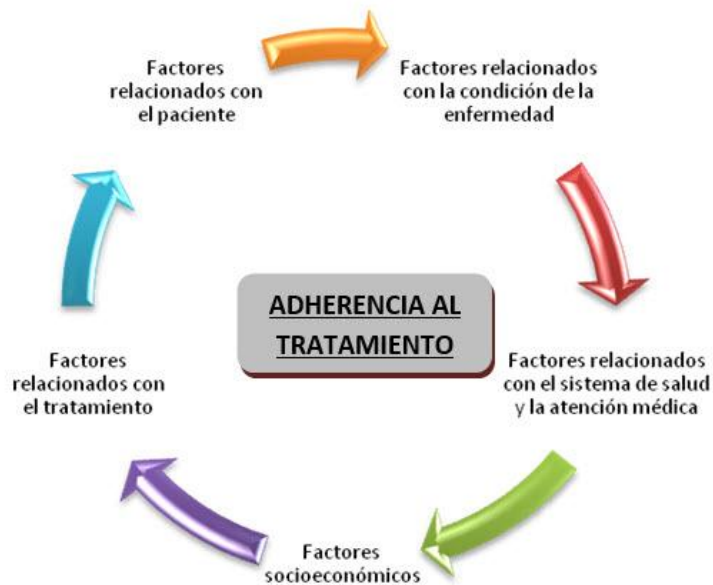 Factores
relacionados con
el paciente
Factores relacionados
con la condición de la
enfermedad
ADHERENCIA AL
TRATAMIENTO
Factores
relacionados con
el tratamiento
Factores relacionados
con el sistema de salud
y la atención médica
Factores
socioeconómicos